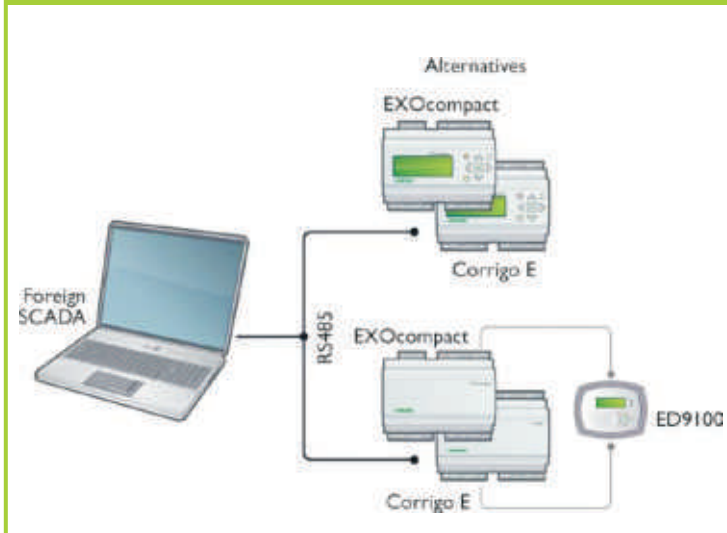 Alternatives
EXOcompact
Corrigo E
Foreign
SCADA
RS485
EXOcompact
ED9100
Corrigo E